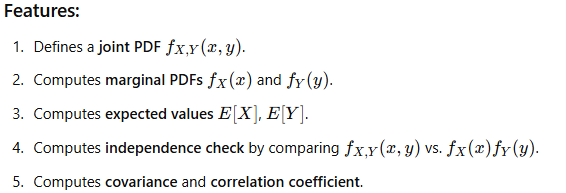 Features:
1. Defines a joint PDF f_{X,Y}(x, y).
2. Computes marginal PDFs f_X(x) and f_Y(y).
3. Computes expected values E[X], E[Y].
4. Computes independence check by comparing f_{X,Y}(x, y) vs. f_X(x)f_Y(y).
5. Computes covariance and correlation coefficient.